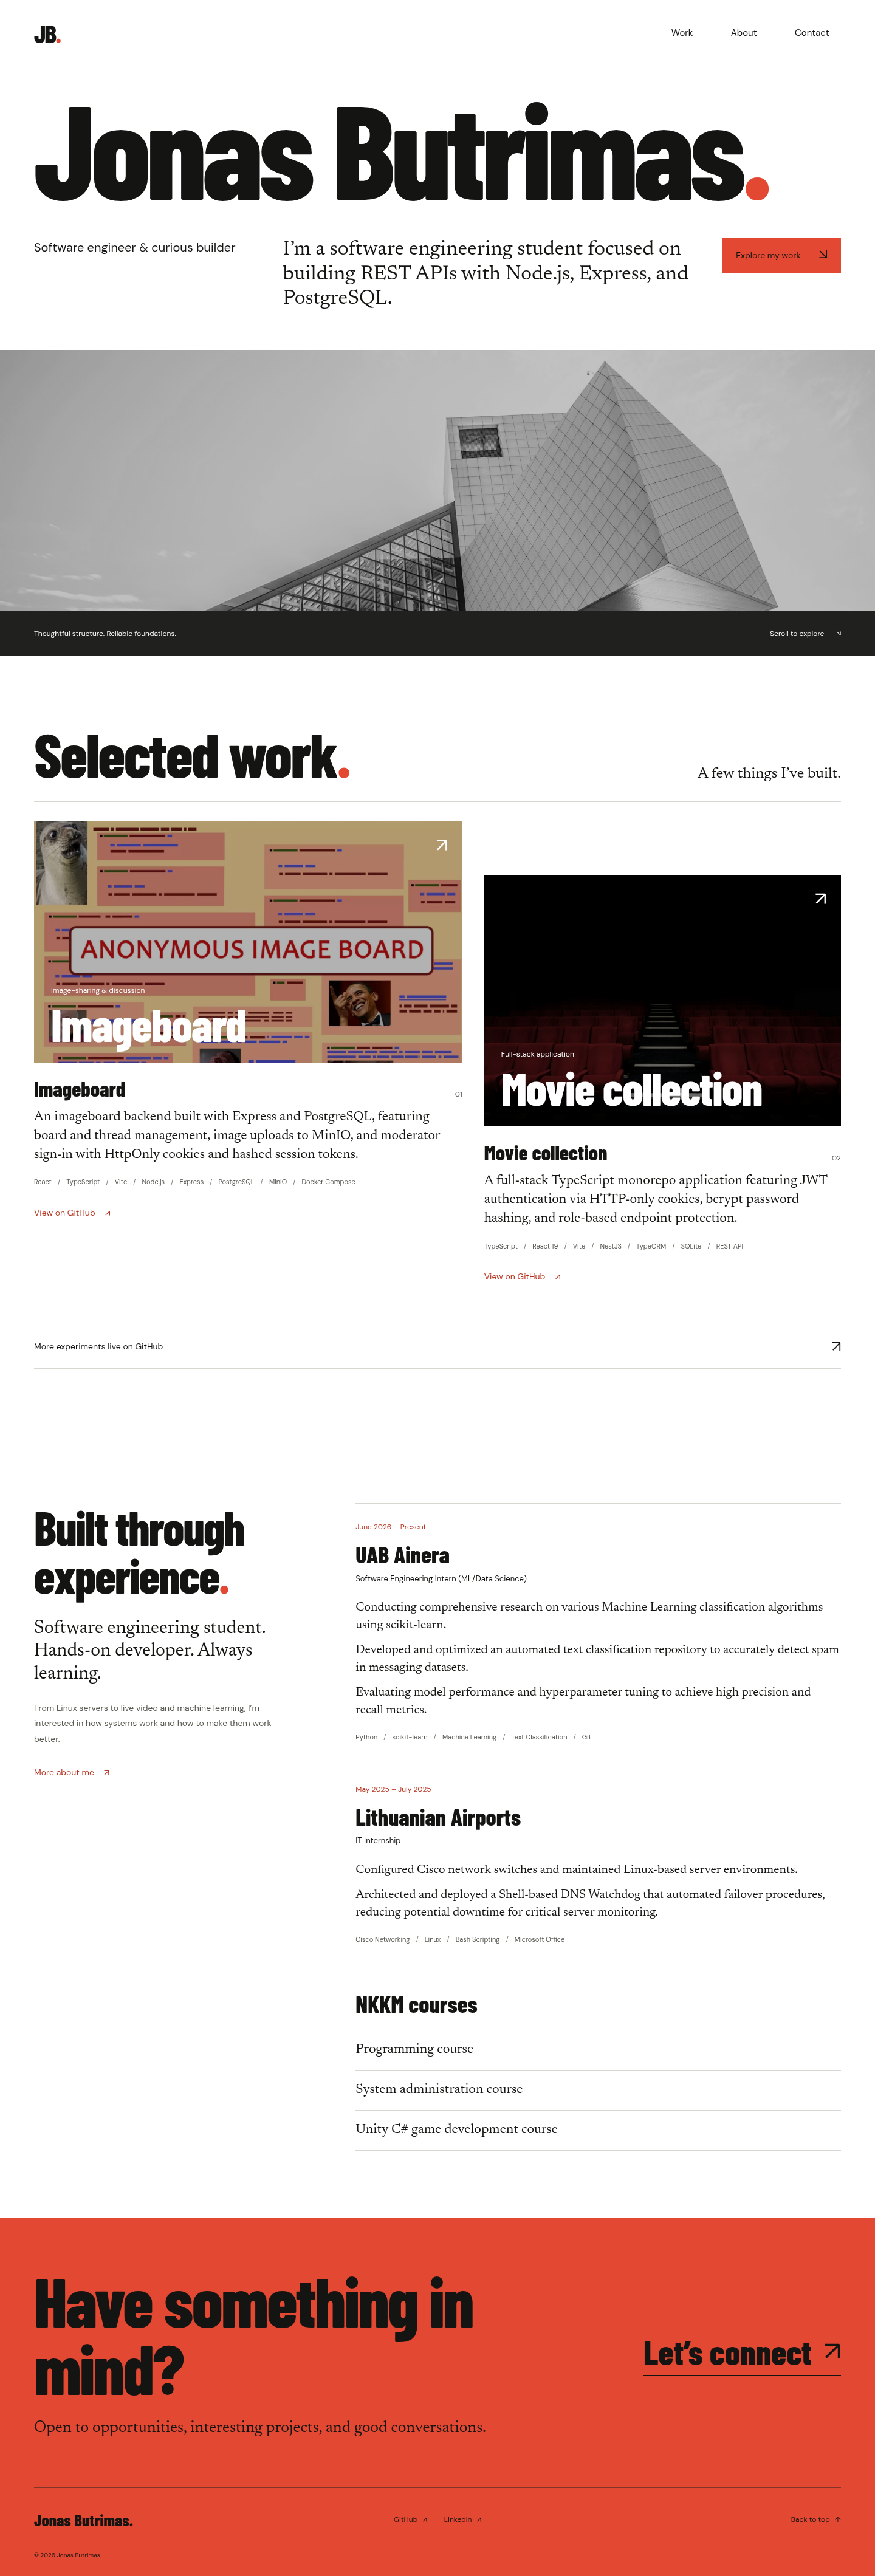 JB.
Work
About
Contact
Jonas Butrimas.
Software engineer & curious builder
I’m a software engineering student focused on
building REST APIs with Node.js, Express, and
PostgreSQL.
Explore my work
Thoughtful structure. Reliable foundations.
Scroll to explore
Selected work.
A few things I’ve built.
ANONYMOUS IMAGE BOARD
Image-sharing & discussion
Imageboard
Imageboard
01
An imageboard backend built with Express and PostgreSQL, featuring
board and thread management, image uploads to MinIO, and moderator
sign-in with HttpOnly cookies and hashed session tokens.
React / TypeScript / Vite / Node.js / Express / PostgreSQL / MinIO / Docker Compose
View on GitHub
Full-stack application
Movie collection
Movie collection
02
A full-stack TypeScript monorepo application featuring JWT
authentication via HTTP-only cookies, bcrypt password
hashing, and role-based endpoint protection.
TypeScript / React 19 / Vite / NestJS / TypeORM / SQLite / REST API
View on GitHub
More experiments live on GitHub
Built through
experience.
Software engineering student.
Hands-on developer. Always
learning.
From Linux servers to live video and machine learning, I’m
interested in how systems work and how to make them work
better.
More about me
June 2026 – Present
UAB Ainera
Software Engineering Intern (ML/Data Science)
Conducting comprehensive research on various Machine Learning classification algorithms
using scikit-learn.
Developed and optimized an automated text classification repository to accurately detect spam
in messaging datasets.
Evaluating model performance and hyperparameter tuning to achieve high precision and
recall metrics.
Python / scikit-learn / Machine Learning / Text Classification / Git
May 2025 – July 2025
Lithuanian Airports
IT Internship
Configured Cisco network switches and maintained Linux-based server environments.
Architected and deployed a Shell-based DNS Watchdog that automated failover procedures,
reducing potential downtime for critical server monitoring.
Cisco Networking / Linux / Bash Scripting / Microsoft Office
NKKM courses
Programming course
System administration course
Unity C# game development course
Have something in
mind?
Let’s connect
Open to opportunities, interesting projects, and good conversations.
Jonas Butrimas.
GitHub
LinkedIn
Back to top
© 2026 Jonas Butrimas